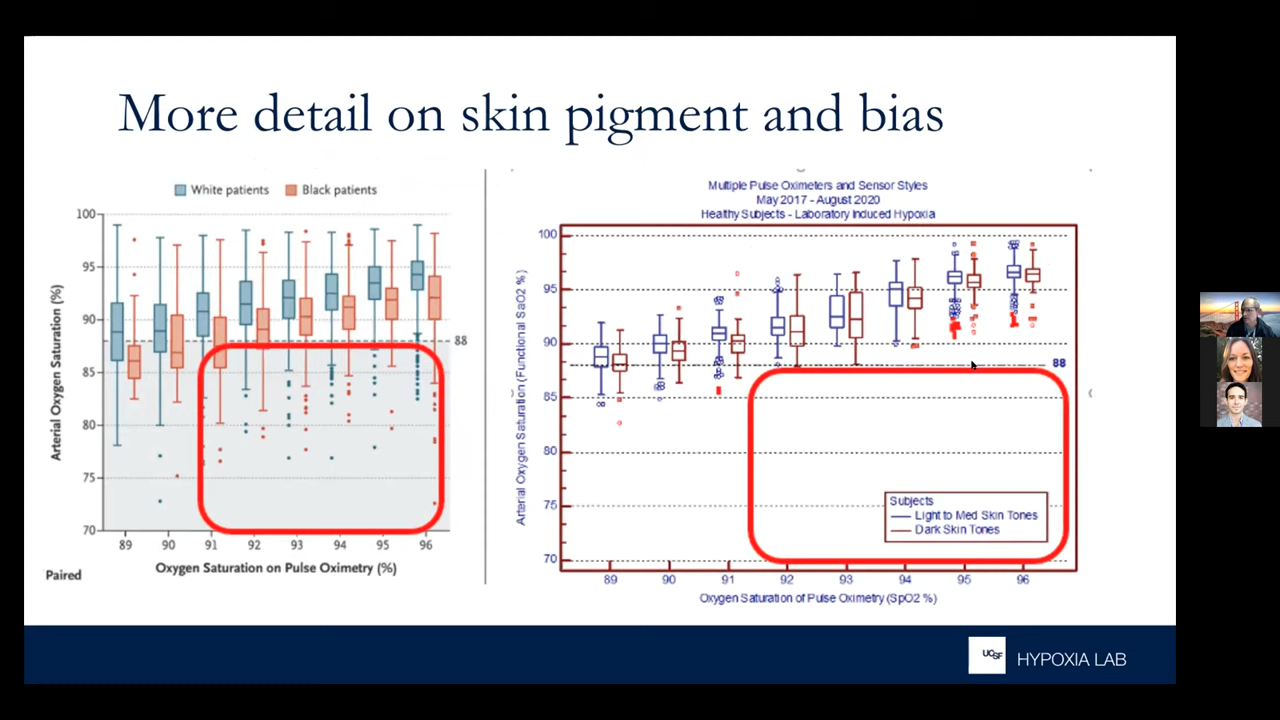 More detail on skin pigment and bias
White patients
Black patients
100
95
90
85
80
75
70
88
Arterial Oxygen Saturation (%)
89 90 91 92 93 94 95 96
Oxygen Saturation on Pulse Oximetry (%)
Paired
Multiple Pulse Oximeters and Sensor Styles
May 2017 - August 2020
Healthy Subjects - Laboratory Induced Hypoxia
100
95
90
85
80
75
70
88
Arterial Oxygen Saturation (Functional SaO2 %)
Subjects
Light to Med Skin Tones
Dark Skin Tones
89 90 91 92 93 94 95 96
Oxygen Saturation of Pulse Oximetry (SpO2 %)
UCSF
HYPOXIA LAB